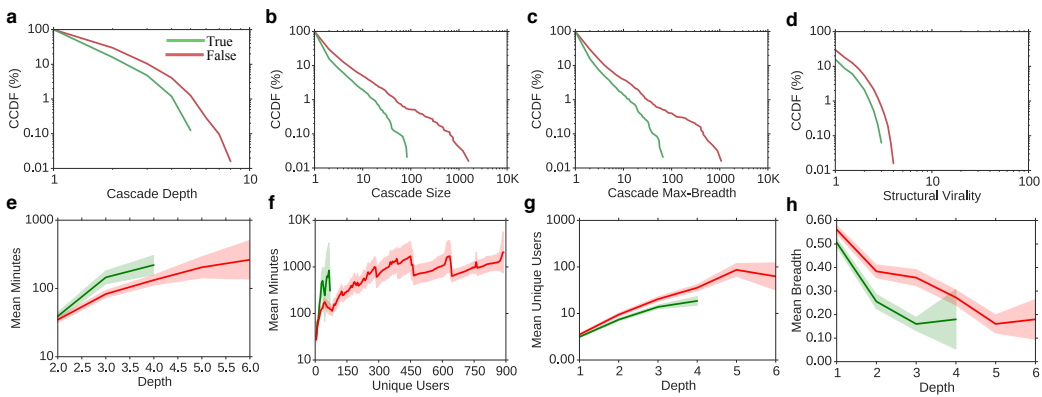 a
True
False
CCDF (%)
100
10
1
0.10
0.01
1
10
Cascade Depth
b
CCDF (%)
100
10
1
0.10
0.01
1
10
100
1000
10K
Cascade Size
c
CCDF (%)
100
10
1
0.10
0.01
1
10
100
1000
10K
Cascade Max-Breadth
d
CCDF (%)
100
10
1
0.10
0.01
1
10
100
Structural Virality
e
Mean Minutes
1000
100
10
2.0 2.5 3.0 3.5 4.0 4.5 5.0 5.5 6.0
Depth
f
Mean Minutes
10K
1000
100
10
0 150 300 450 600 750 900
Unique Users
g
Mean Unique Users
1000
100
10
0.00
1 2 3 4 5 6
Depth
h
Mean Breadth
0.60
0.50
0.40
0.30
0.20
0.10
0.00
1 2 3 4 5 6
Depth